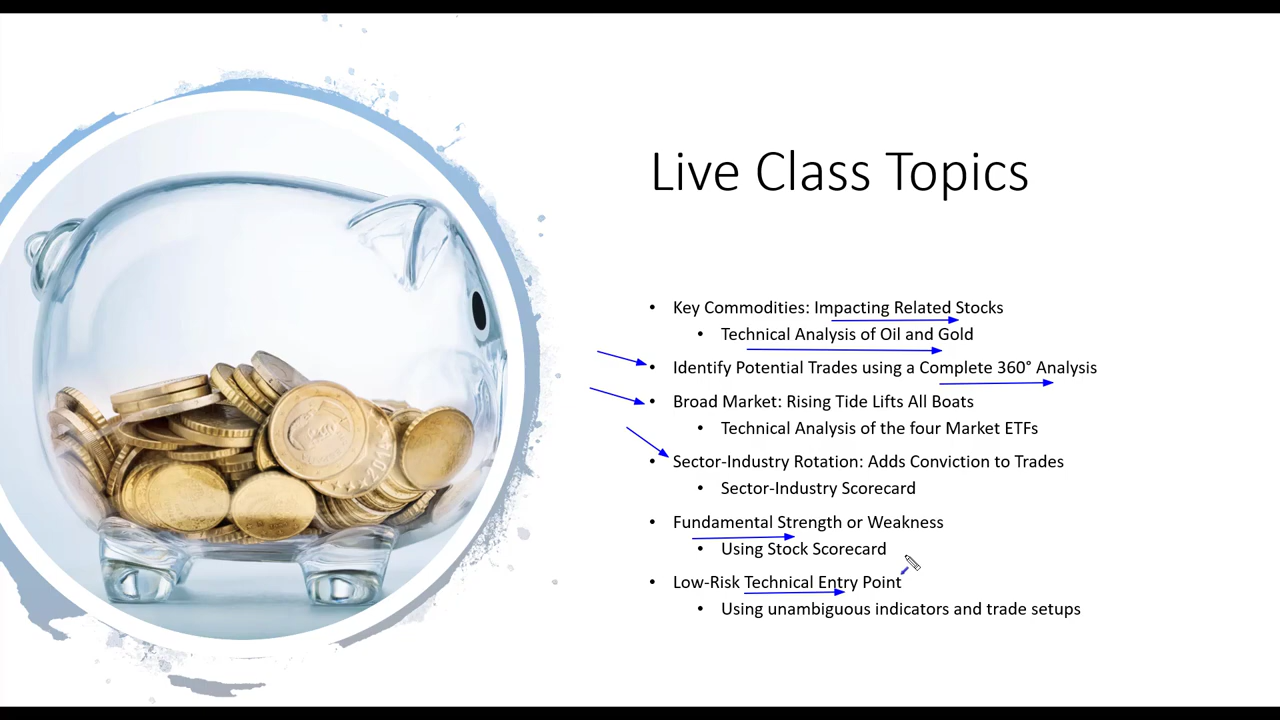 Live Class Topics
• Key Commodities: Impacting Related Stocks
• Technical Analysis of Oil and Gold
• Identify Potential Trades using a Complete 360° Analysis
• Broad Market: Rising Tide Lifts All Boats
• Technical Analysis of the four Market ETFs
• Sector-Industry Rotation: Adds Conviction to Trades
• Sector-Industry Scorecard
• Fundamental Strength or Weakness
• Using Stock Scorecard
• Low-Risk Technical Entry Point
• Using unambiguous indicators and trade setups